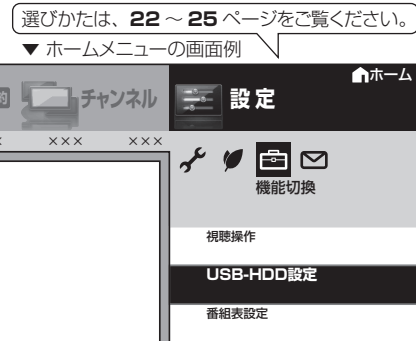 選びかたは、22～25 ページをご覧ください。
▼ ホームメニューの画面例
ホーム
的 チャンネル 設定
××× ×××
機能切換
視聴操作
USB-HDD設定
番組表設定